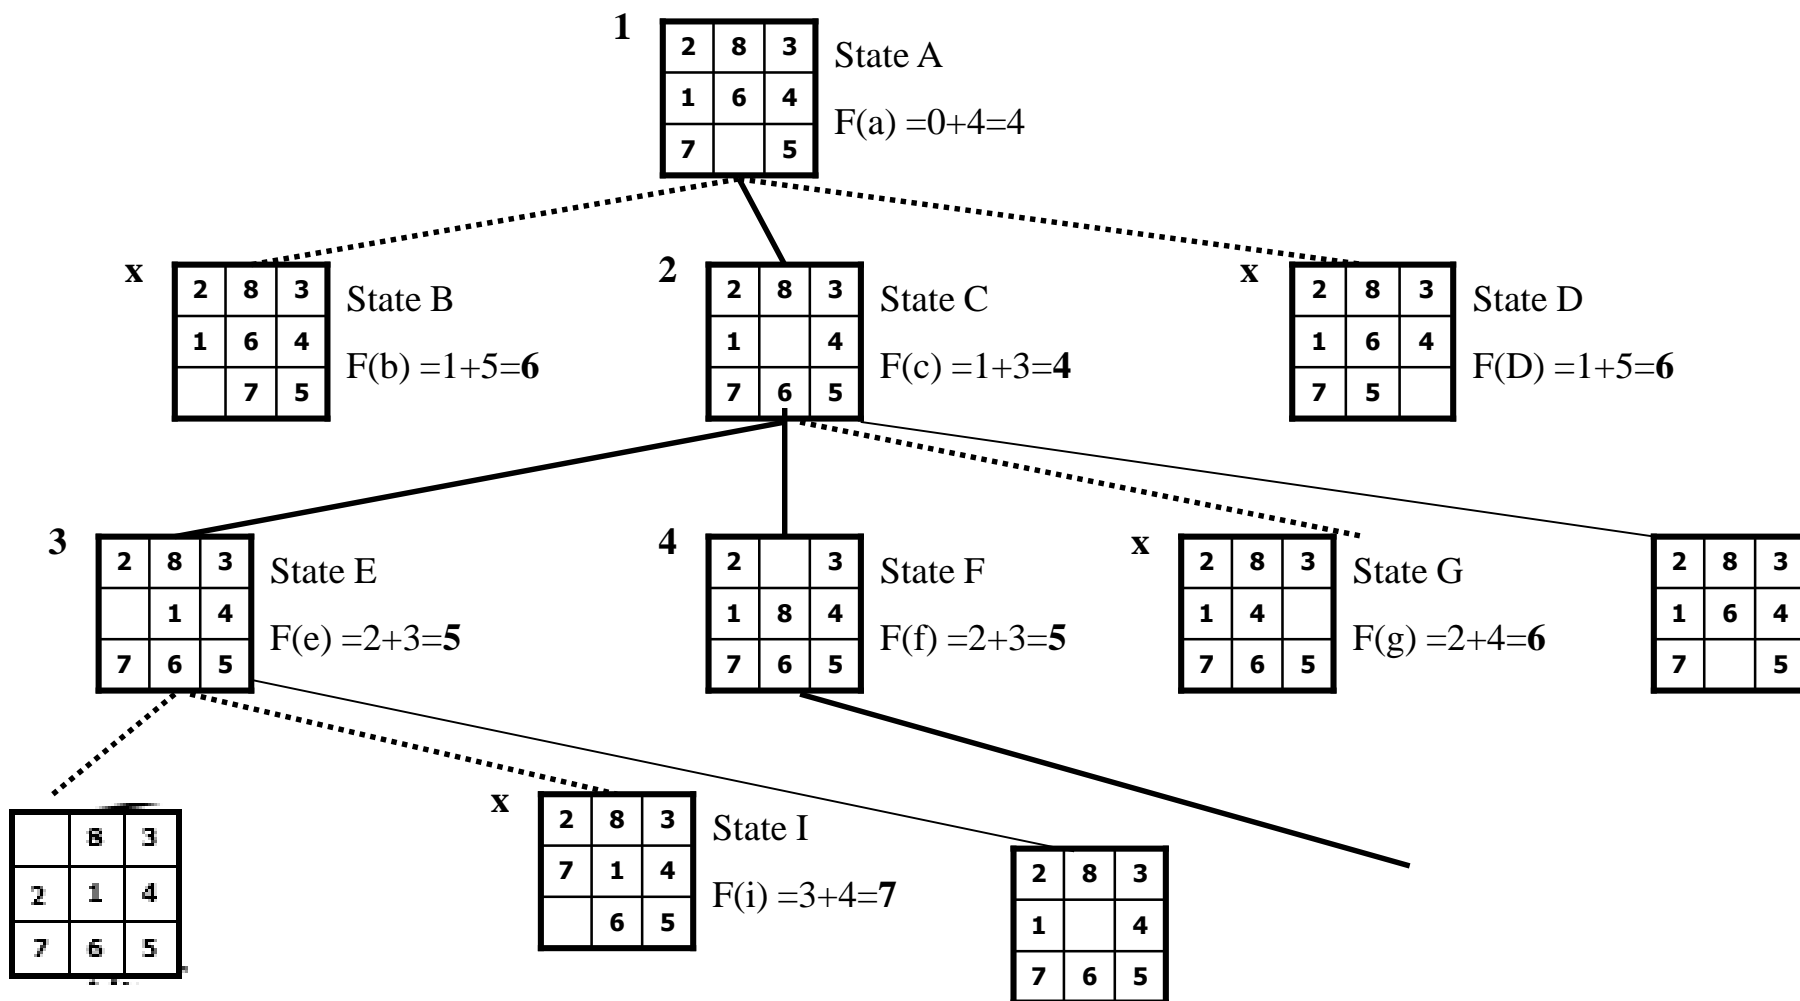 1
2 8 3
1 6 4
7 5
State A
F(a) =0+4=4
x
2 8 3
1 6 4
7 5
State B
F(b) =1+5=6
2
2 8 3
1 4
7 6 5
State C
F(c) =1+3=4
x
2 8 3
1 6 4
7 5
State D
F(D) =1+5=6
3
2 8 3
1 4
7 6 5
State E
F(e) =2+3=5
4
2 3
1 8 4
7 6 5
State F
F(f) =2+3=5
x
2 8 3
1 4
7 6 5
State G
F(g) =2+4=6
2 8 3
1 6 4
7 5
8 3
2 1 4
7 6 5
x
2 8 3
7 1 4
6 5
State I
F(i) =3+4=7
2 8 3
1 4
7 6 5